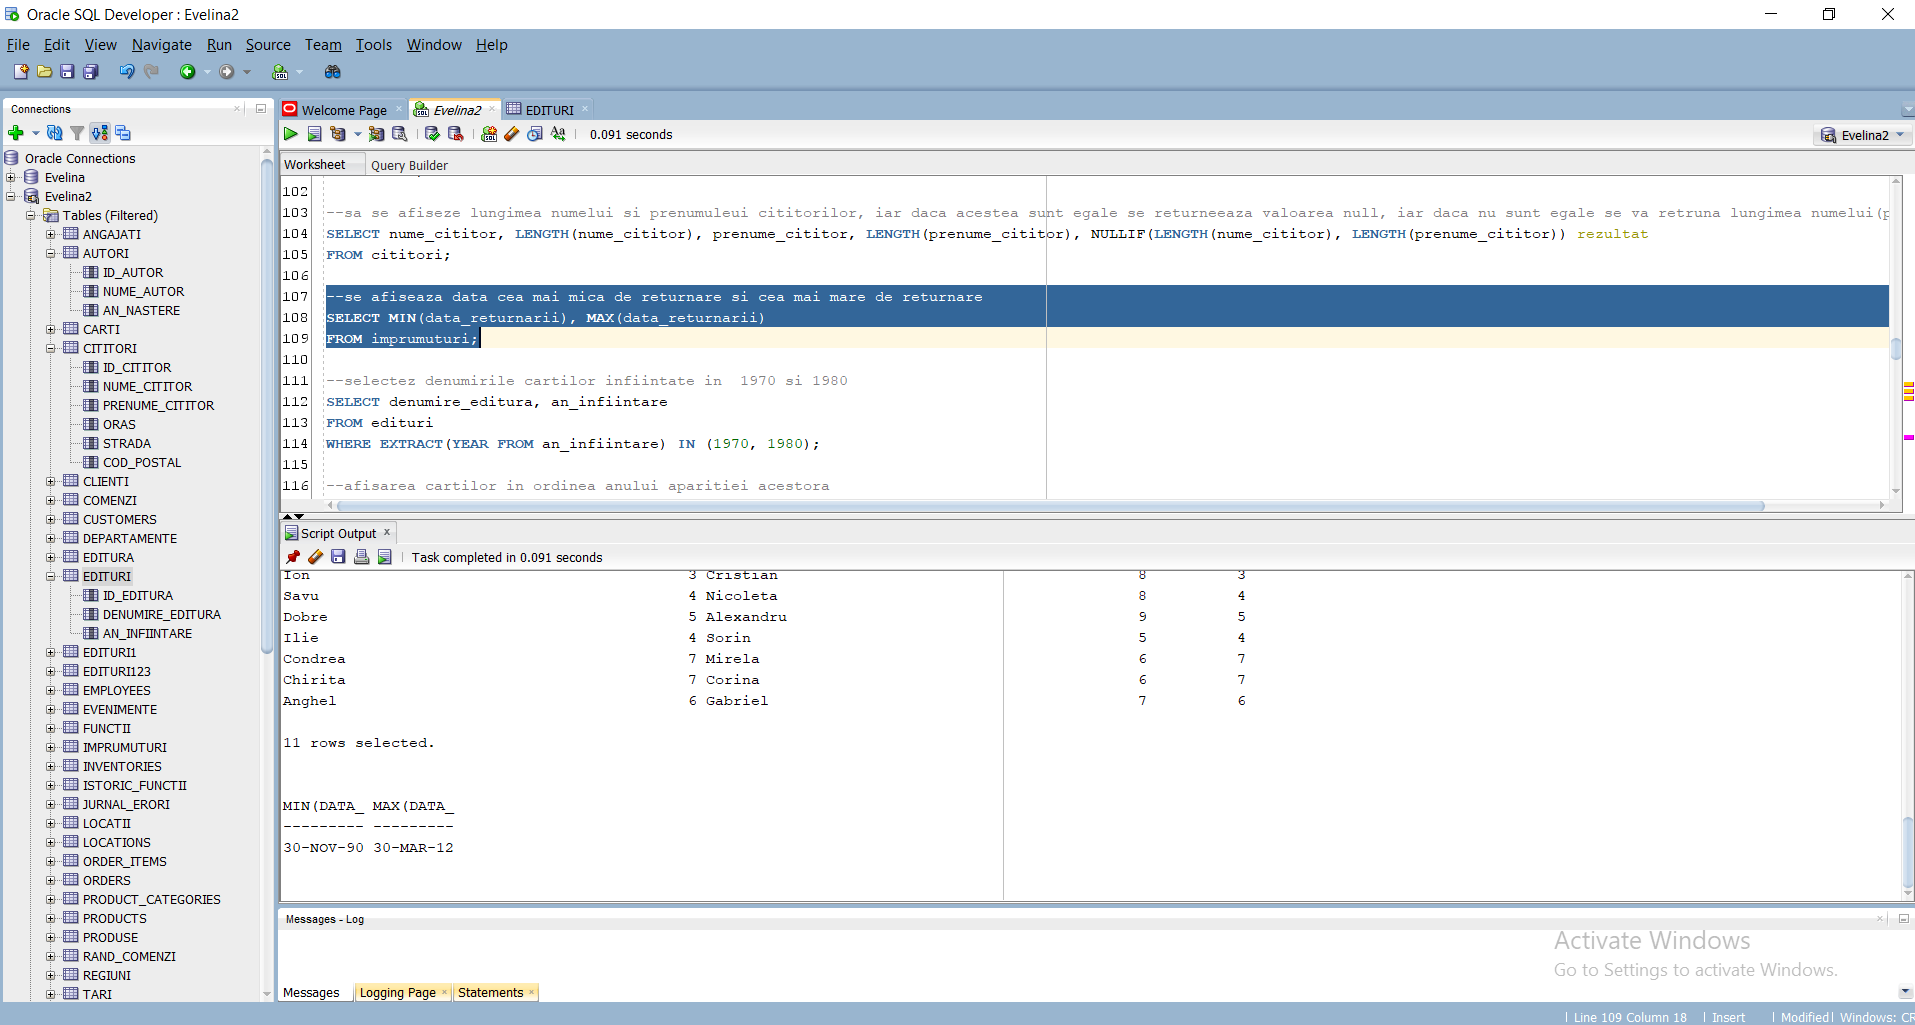 Oracle SQL Developer : Evelina2
File Edit View Navigate Run Source Team Tools Window Help
Connections
Oracle Connections
Evelina
Evelina2
Tables (Filtered)
ANGAJATI
AUTORI
ID_AUTOR
NUME_AUTOR
AN_NASTERE
CARTI
CITITORI
ID_CITITOR
NUME_CITITOR
PRENUME_CITITOR
ORAS
STRADA
COD_POSTAL
CLIENTI
COMENZI
CUSTOMERS
DEPARTAMENTE
EDITURA
EDITURI
ID_EDITURA
DENUMIRE_EDITURA
AN_INFIINTARE
EDITURI1
EDITURI123
EMPLOYEES
EVENIMENTE
FUNCTII
IMPRUMUTURI
INVENTORIES
ISTORIC_FUNCTII
JURNAL_ERORI
LOCATII
LOCATIONS
ORDER_ITEMS
ORDERS
PRODUCT_CATEGORIES
PRODUCTS
PRODUSE
RAND_COMENZI
REGIUNI
TARI
Welcome Page Evelina2 EDITURI
0.091 seconds Evelina2
Worksheet Query Builder
102
103 --sa se afiseze lungimea numelui si prenumuleui cititorilor, iar daca acestea sunt egale se returneeaza valoarea null, iar daca nu sunt egale se va retruna lungimea numelui(p
104 SELECT nume_cititor, LENGTH(nume_cititor), prenume_cititor, LENGTH(prenume_cititor), NULLIF(LENGTH(nume_cititor), LENGTH(prenume_cititor)) rezultat
105 FROM cititori;
106
107 --se afiseaza data cea mai mica de returnare si cea mai mare de returnare
108 SELECT MIN(data_returnarii), MAX(data_returnarii)
109 FROM imprumuturi;
110
111 --selectez denumirile cartilor infiintate in  1970 si 1980
112 SELECT denumire_editura, an_infiintare
113 FROM edituri
114 WHERE EXTRACT(YEAR FROM an_infiintare) IN (1970, 1980);
115
116 --afisarea cartilor in ordinea anului aparitiei acestora
Script Output
Task completed in 0.091 seconds
Ion 3 Cristian 8 3
Savu 4 Nicoleta 8 4
Dobre 5 Alexandru 9 5
Ilie 4 Sorin 5 4
Condrea 7 Mirela 6 7
Chirita 7 Corina 6 7
Anghel 6 Gabriel 7 6
11 rows selected.
MIN(DATA_ MAX(DATA_
--------- ---------
30-NOV-90 30-MAR-12
Messages - Log
Activate Windows
Go to Settings to activate Windows.
Messages Logging Page Statements
Line 109 Column 18 Insert Modified Windows: CR